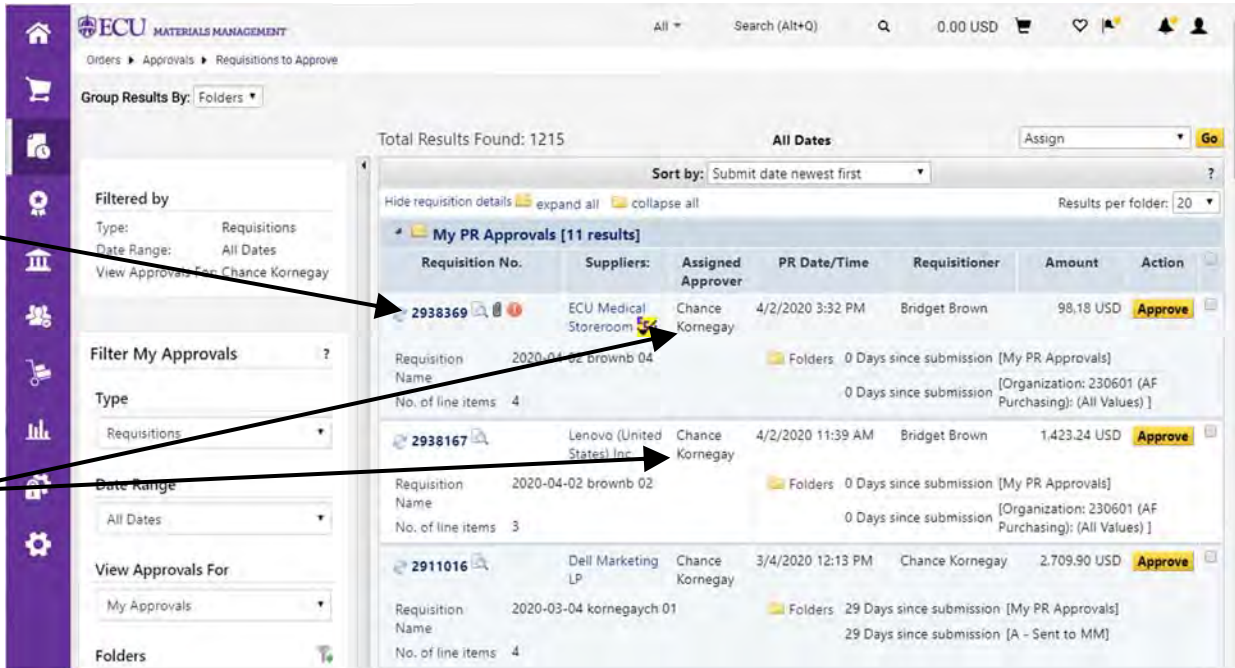 ECU MATERIALS MANAGEMENT
All Search (Alt+Q) 0.00 USD
Orders Approvals Requisitions to Approve
Group Results By: Folders
Total Results Found: 1215 All Dates Assign Go
Sort by: Submit date newest first ?
Hide requisition details expand all collapse all Results per folder: 20
Filtered by
Type: Requisitions
Date Range: All Dates
View Approvals For: Chance Kornegay
Filter My Approvals ?
Type
Requisitions
Date Range
All Dates
View Approvals For
My Approvals
Folders
My PR Approvals [11 results]
Requisition No. Suppliers: Assigned Approver PR Date/Time Requisitioner Amount Action
2938369 ECU Medical Storeroom Chance Kornegay 4/2/2020 3:32 PM Bridget Brown 98.18 USD Approve
Requisition Name 2020-04-02 brownb 04 Folders 0 Days since submission [My PR Approvals]
0 Days since submission [Organization: 230601 (AF Purchasing): (All Values) ]
No. of line items 4
2938167 Lenovo (United States) Inc Chance Kornegay 4/2/2020 11:39 AM Bridget Brown 1,423.24 USD Approve
Requisition Name 2020-04-02 brownb 02 Folders 0 Days since submission [My PR Approvals]
0 Days since submission [Organization: 230601 (AF Purchasing): (All Values) ]
No. of line items 3
2911016 Dell Marketing LP Chance Kornegay 3/4/2020 12:13 PM Chance Kornegay 2,709.90 USD Approve
Requisition Name 2020-03-04 kornegaych 01 Folders 29 Days since submission [My PR Approvals]
29 Days since submission [A - Sent to MM]
No. of line items 4